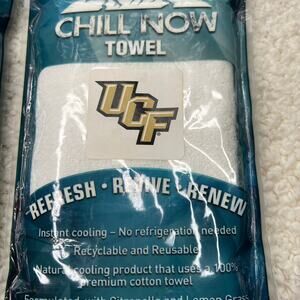 CHILL NOW
TOWEL
UCF
REFRESH • REVIVE • RENEW
Instant cooling – No refrigeration needed
Recyclable and Reusable
Natural cooling product that uses a 100%
premium cotton towel
Formulated with Citronella and Lemon Grass